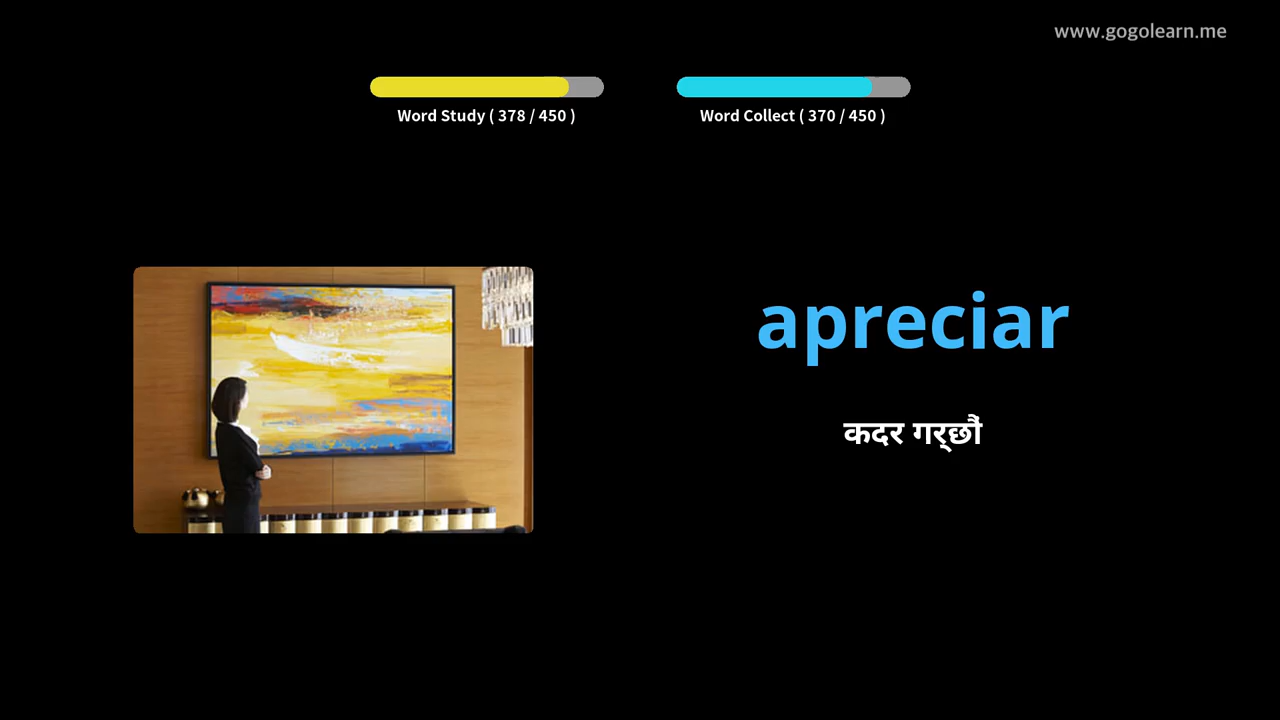 www.gogolearn.me
Word Study ( 378 / 450 )
Word Collect ( 370 / 450 )
apreciar
कदर गर्‍छौं